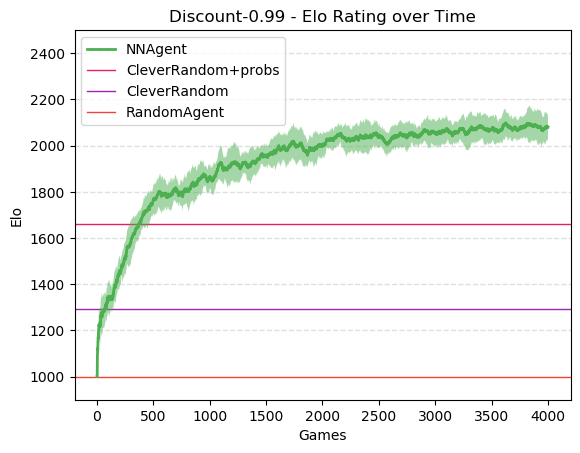 Discount-0.99 - Elo Rating over Time
NNAgent
CleverRandom+probs
CleverRandom
RandomAgent
2400
2200
2000
1800
1600
1400
1200
1000
Elo
0 500 1000 1500 2000 2500 3000 3500 4000
Games